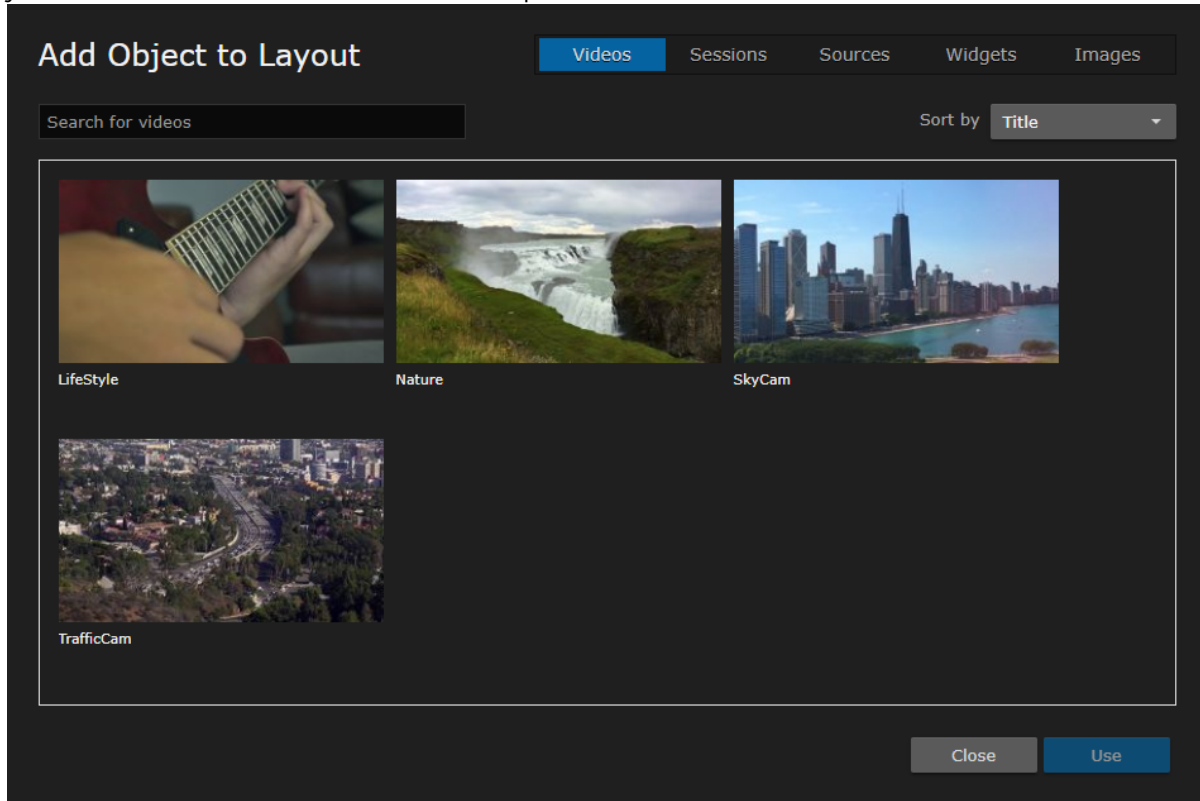 Add Object to Layout
Videos Sessions Sources Widgets Images
Search for videos
Sort by Title
LifeStyle Nature SkyCam
TrafficCam
Close Use